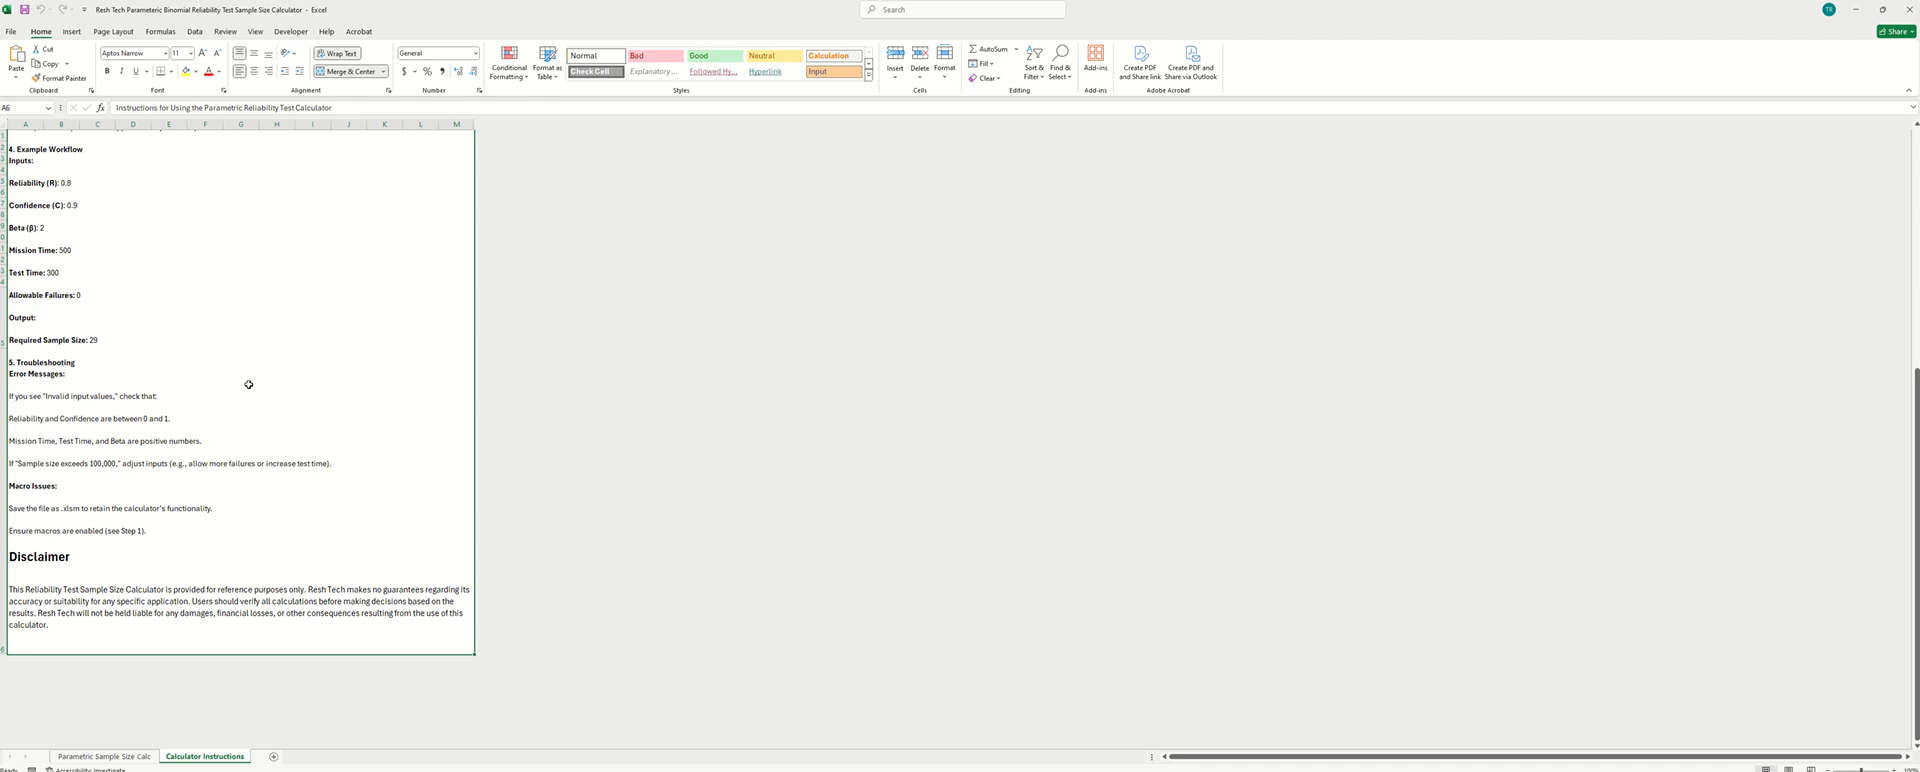 Resh Tech Parameteric Binomial Reliability Test Sample Size Calculator - Excel
Search
TR
File Home Insert Page Layout Formulas Data Review View Developer Help Acrobat
Share
Paste
Cut
Copy
Format Painter
Clipboard
Aptos Narrow 11
B I U
Font
Wrap Text
Merge & Center
Alignment
General
$ % ,
Number
Conditional Formatting
Format as Table
Normal Bad Good Neutral Calculation
Check Cell Explanatory... Followed Hy... Hyperlink Input
Styles
Insert Delete Format
Cells
AutoSum
Fill
Clear
Sort & Filter
Find & Select
Editing
Add-ins
Add-ins
Create PDF and Share link
Create PDF and Share via Outlook
Adobe Acrobat
A6
fx
Instructions for Using the Parametric Reliability Test Calculator
A B C D E F G H I J K L M
4. Example Workflow
Inputs:
Reliability (R): 0.8
Confidence (C): 0.9
Beta (β): 2
Mission Time: 500
Test Time: 300
Allowable Failures: 0
Output:
Required Sample Size: 29
5. Troubleshooting
Error Messages:
If you see "Invalid input values," check that:
Reliability and Confidence are between 0 and 1.
Mission Time, Test Time, and Beta are positive numbers.
If "Sample size exceeds 100,000," adjust inputs (e.g., allow more failures or increase test time).
Macro Issues:
Save the file as .xlsm to retain the calculator's functionality.
Ensure macros are enabled (see Step 1).
Disclaimer
This Reliability Test Sample Size Calculator is provided for reference purposes only. Resh Tech makes no guarantees regarding its
accuracy or suitability for any specific application. Users should verify all calculations before making decisions based on the
results. Resh Tech will not be held liable for any damages, financial losses, or other consequences resulting from the use of this
calculator.
Parametric Sample Size Calc Calculator Instructions
Ready Accessibility: Investigate 100%